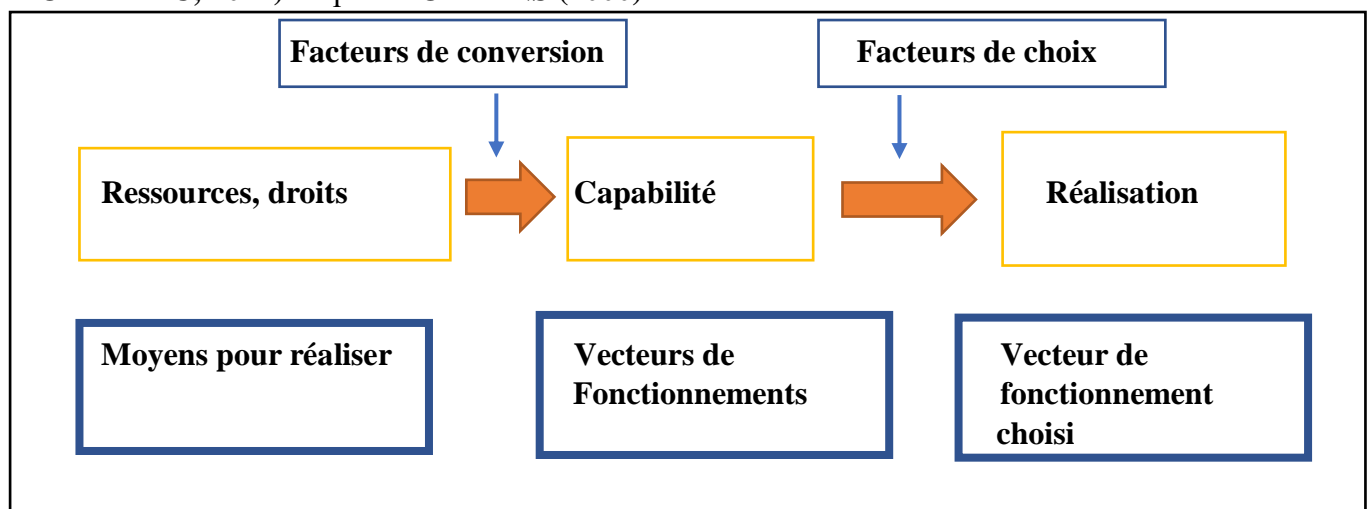 Facteurs de conversion
Facteurs de choix
Ressources, droits
Capabilité
Réalisation
Moyens pour réaliser
Vecteurs de
Fonctionnements
Vecteur de
fonctionnement
choisi